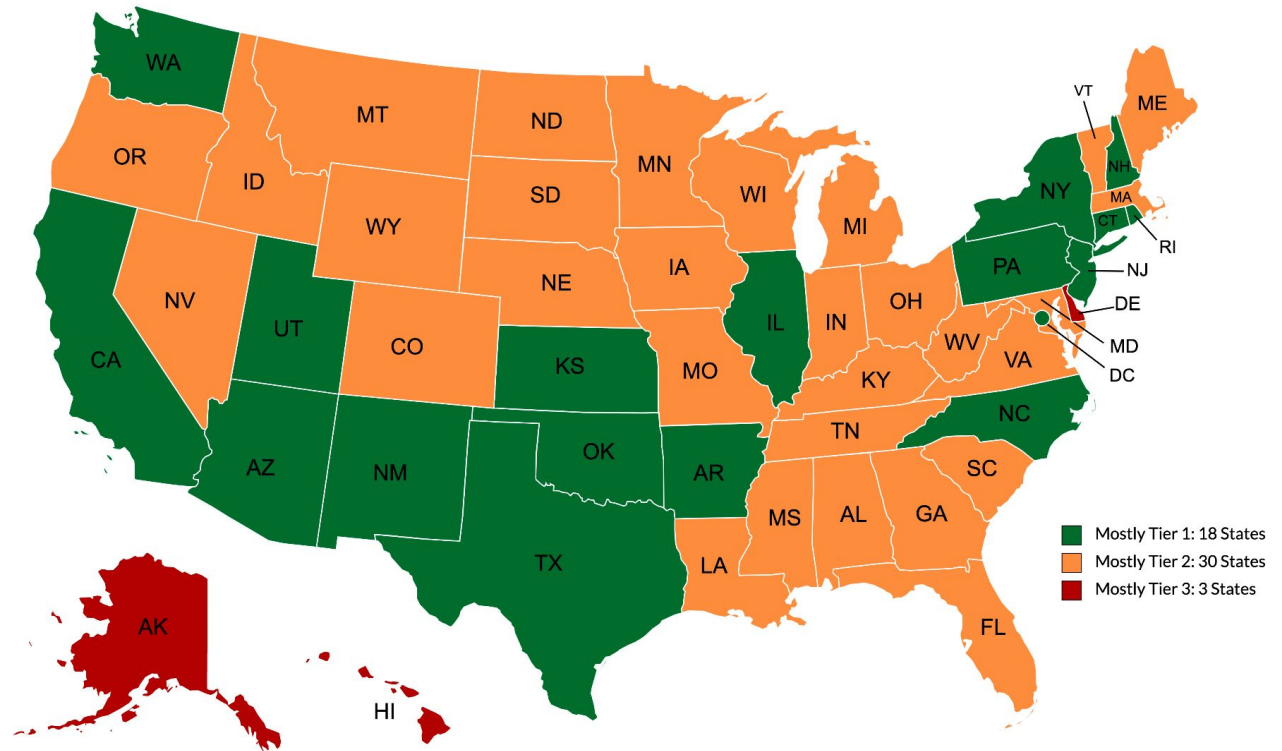 WA
MT
ND
MN
VT
ME
OR
ID
SD
WI
NH
WY
MI
NY
MA
CT
RI
IA
PA
NJ
NV
NE
OH
DE
UT
IL
IN
MD
CO
WV
VA
DC
CA
KS
MO
KY
NC
AZ
NM
OK
TN
AR
SC
MS
AL
GA
TX
LA
Mostly Tier 1: 18 States
Mostly Tier 2: 30 States
Mostly Tier 3: 3 States
AK
FL
HI